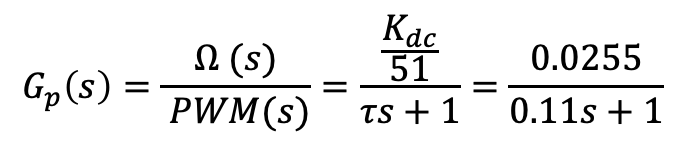 G_p(s) = Ω (s) / PWM(s) = (K_dc / 51) / (τs + 1) = 0.0255 / (0.11s + 1)